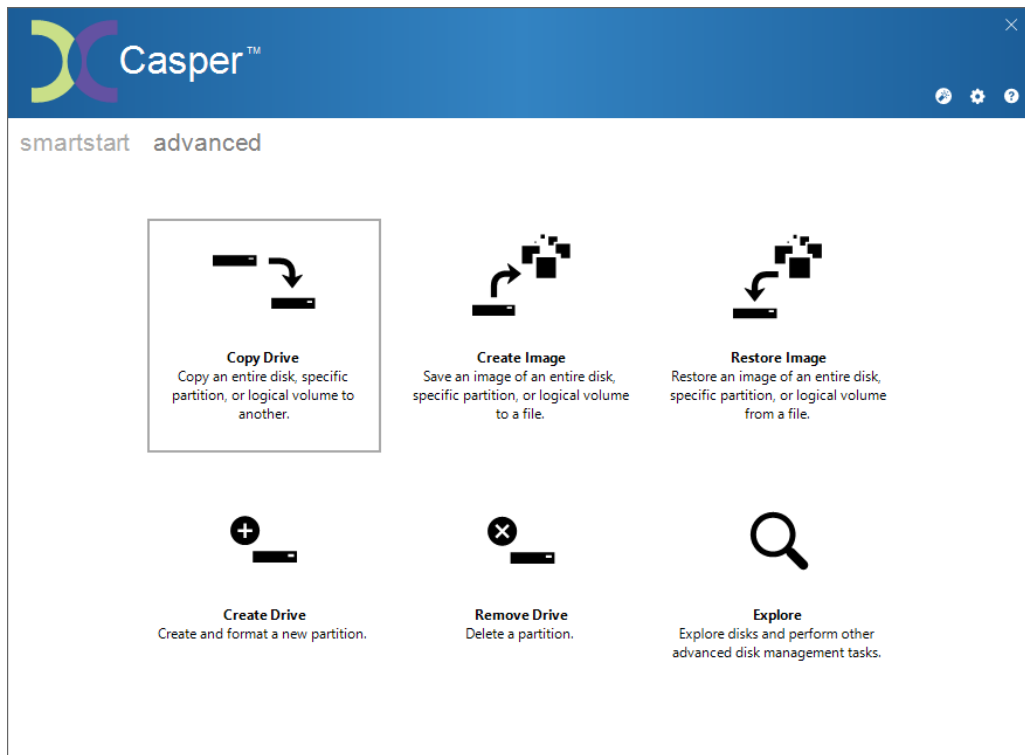 Casper™
smartstart advanced
Copy Drive
Copy an entire disk, specific
partition, or logical volume to
another.
Create Image
Save an image of an entire disk,
specific partition, or logical volume
to a file.
Restore Image
Restore an image of an entire disk,
specific partition, or logical volume
from a file.
Create Drive
Create and format a new partition.
Remove Drive
Delete a partition.
Explore
Explore disks and perform other
advanced disk management tasks.